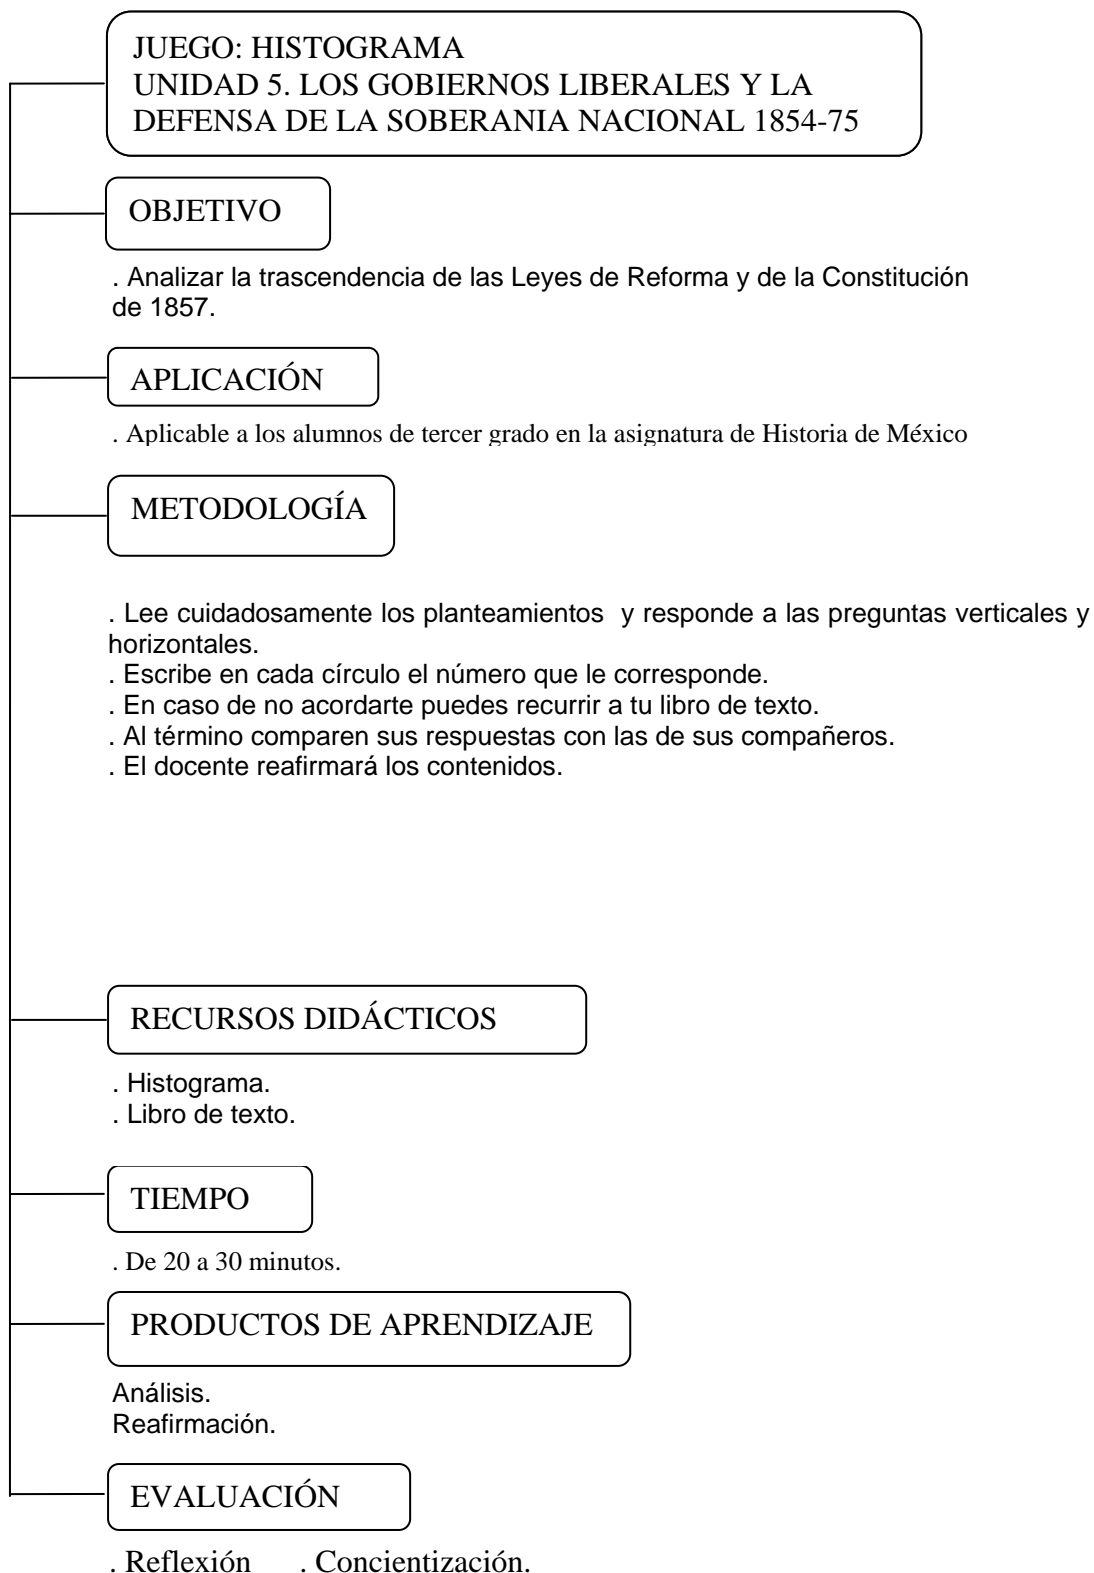 JUEGO: HISTOGRAMA
UNIDAD 5. LOS GOBIERNOS LIBERALES Y LA
DEFENSA DE LA SOBERANIA NACIONAL 1854-75
OBJETIVO
. Analizar la trascendencia de las Leyes de Reforma y de la Constitución
de 1857.
APLICACIÓN
. Aplicable a los alumnos de tercer grado en la asignatura de Historia de México
METODOLOGÍA
. Lee cuidadosamente los planteamientos y responde a las preguntas verticales y
horizontales.
. Escribe en cada círculo el número que le corresponde.
. En caso de no acordarte puedes recurrir a tu libro de texto.
. Al término comparen sus respuestas con las de sus compañeros.
. El docente reafirmará los contenidos.
RECURSOS DIDÁCTICOS
. Histograma.
. Libro de texto.
TIEMPO
. De 20 a 30 minutos.
PRODUCTOS DE APRENDIZAJE
Análisis.
Reafirmación.
EVALUACIÓN
. Reflexión . Concientización.